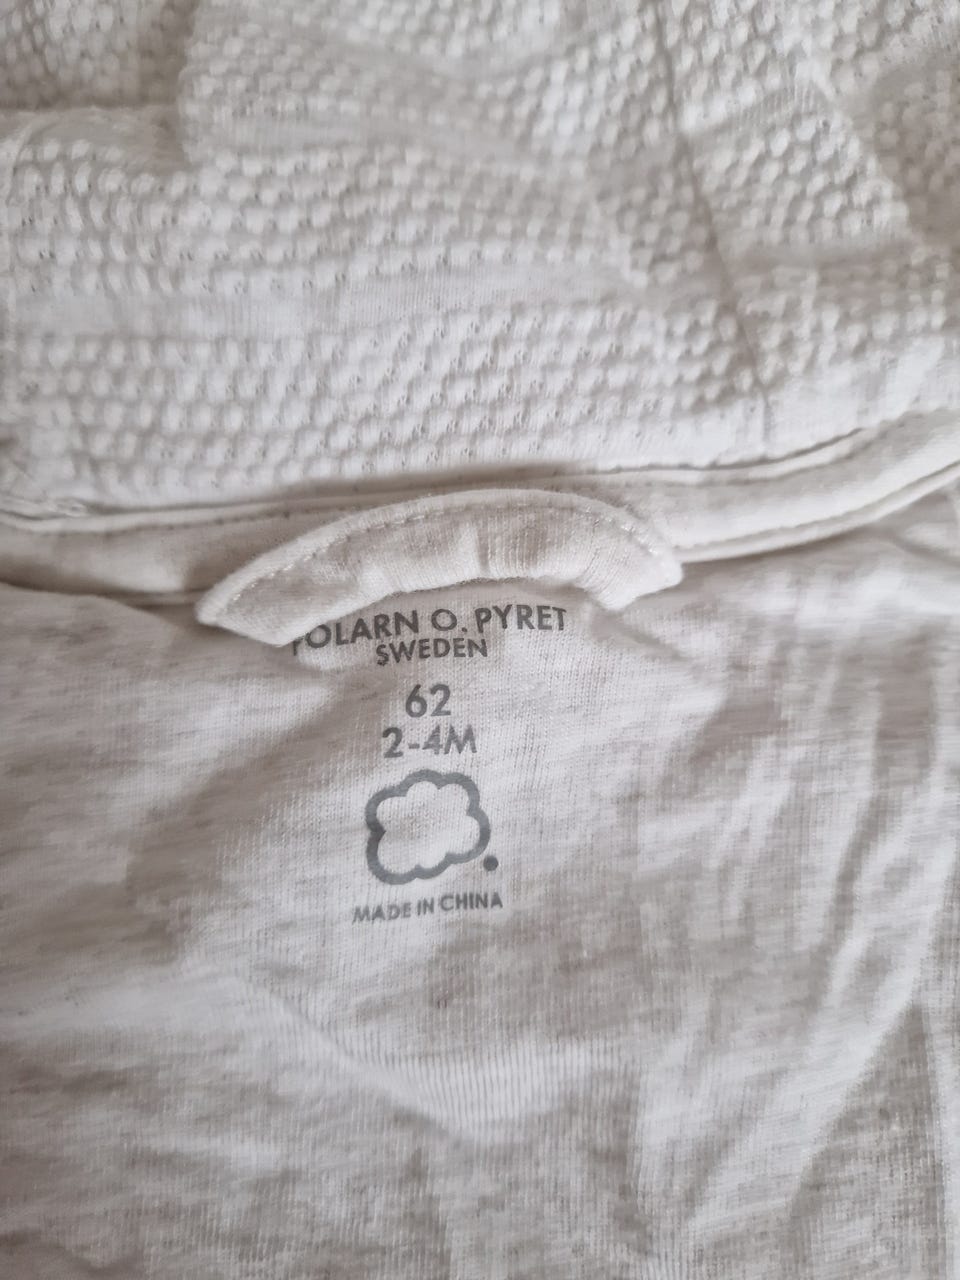 POLARN O. PYRET
SWEDEN
62
2-4M
MADE IN CHINA